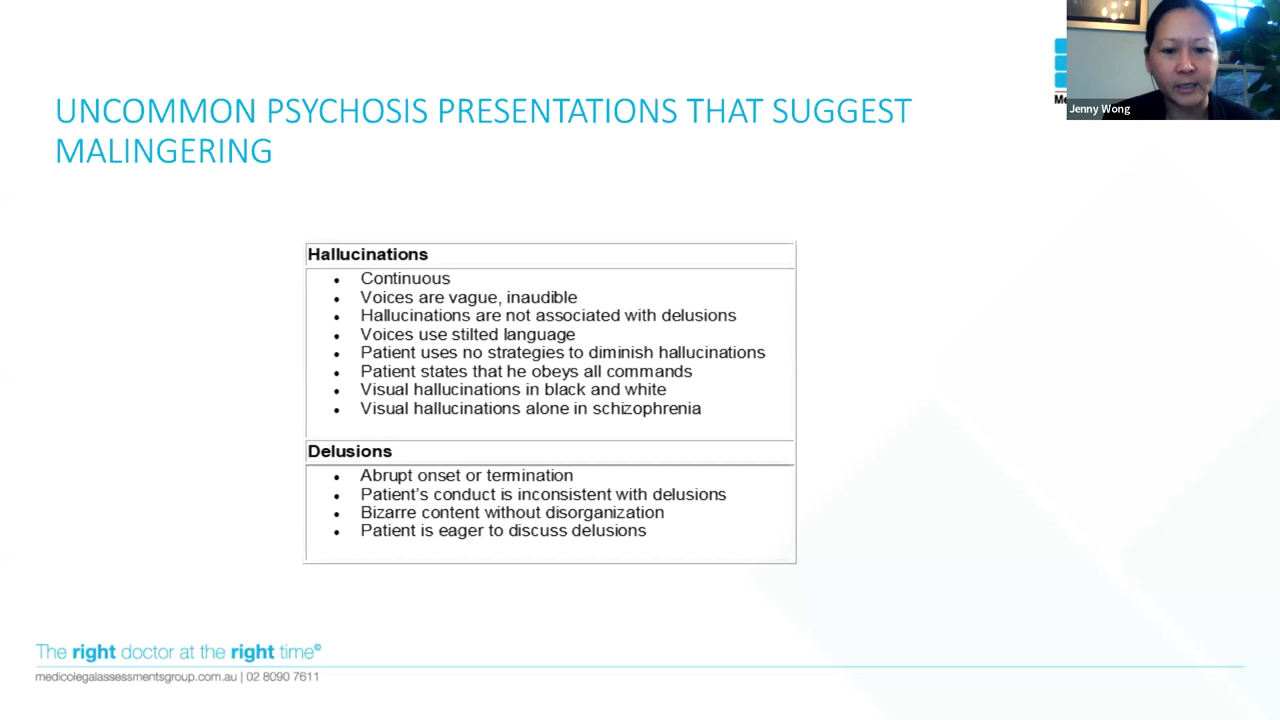 UNCOMMON PSYCHOSIS PRESENTATIONS THAT SUGGEST
MALINGERING
Jenny Wong
Hallucinations
• Continuous
• Voices are vague, inaudible
• Hallucinations are not associated with delusions
• Voices use stilted language
• Patient uses no strategies to diminish hallucinations
• Patient states that he obeys all commands
• Visual hallucinations in black and white
• Visual hallucinations alone in schizophrenia
Delusions
• Abrupt onset or termination
• Patient's conduct is inconsistent with delusions
• Bizarre content without disorganization
• Patient is eager to discuss delusions
The right doctor at the right time©
medicolegalassessmentsgroup.com.au | 02 8090 7611